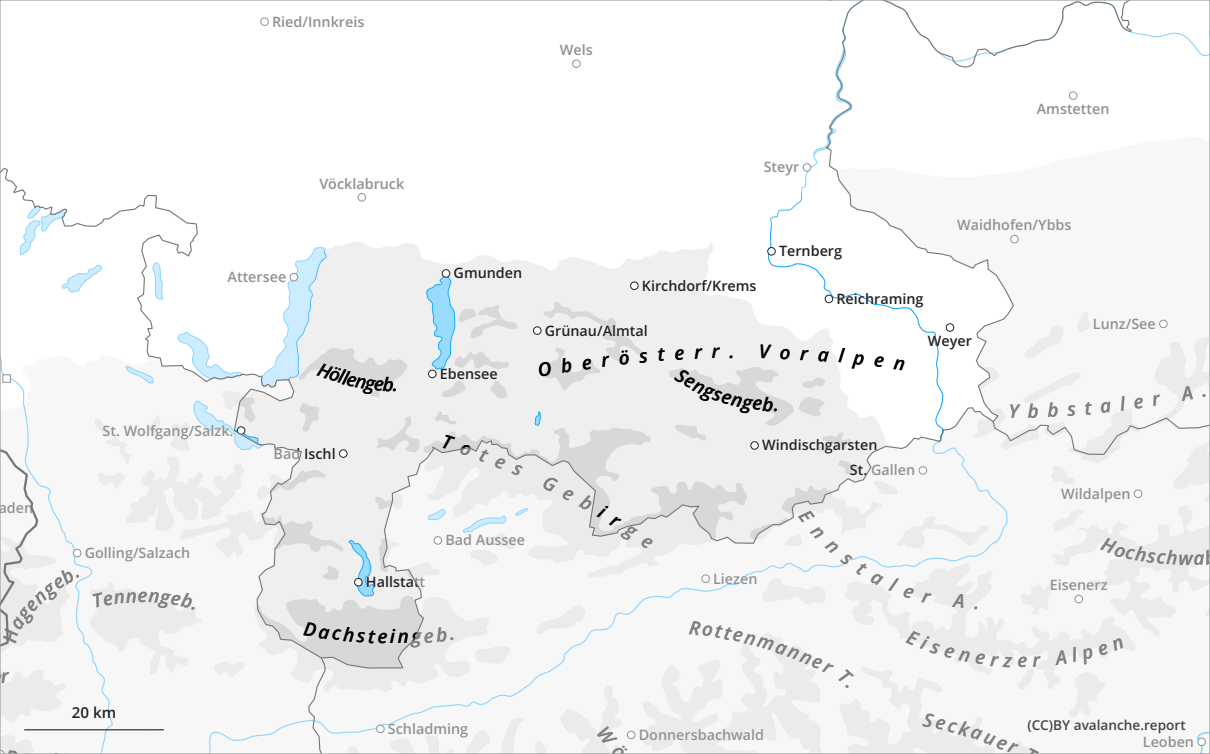 Ried/Innkreis
Wels
Amstetten
Steyr
Vöcklabruck
Waidhofen/Ybbs
Ternberg
Attersee
Gmunden
Kirchdorf/Krems
Reichraming
Lunz/See
Grünau/Almtal
Weyer
Oberösterr. Voralpen
Höllengeb.
Ebensee
Sengsengeb.
Ybbstaler A.
St. Wolfgang/Salzk.
Totes Gebirge
Windischgarsten
Bad Ischl
St. Gallen
Wildalpen
aden
Ennstaler A.
Bad Aussee
Golling/Salzach
Hochschwab
Hallstatt
Liezen
Eisenerz
Hagengeb.
Tennengeb.
Dachsteingeb.
Rottenmanner T.
Eisenerzer Alpen
r
20 km
Schladming
Wö
Donnersbachwald
Seckauer T
(CC)BY avalanche.report
Leoben